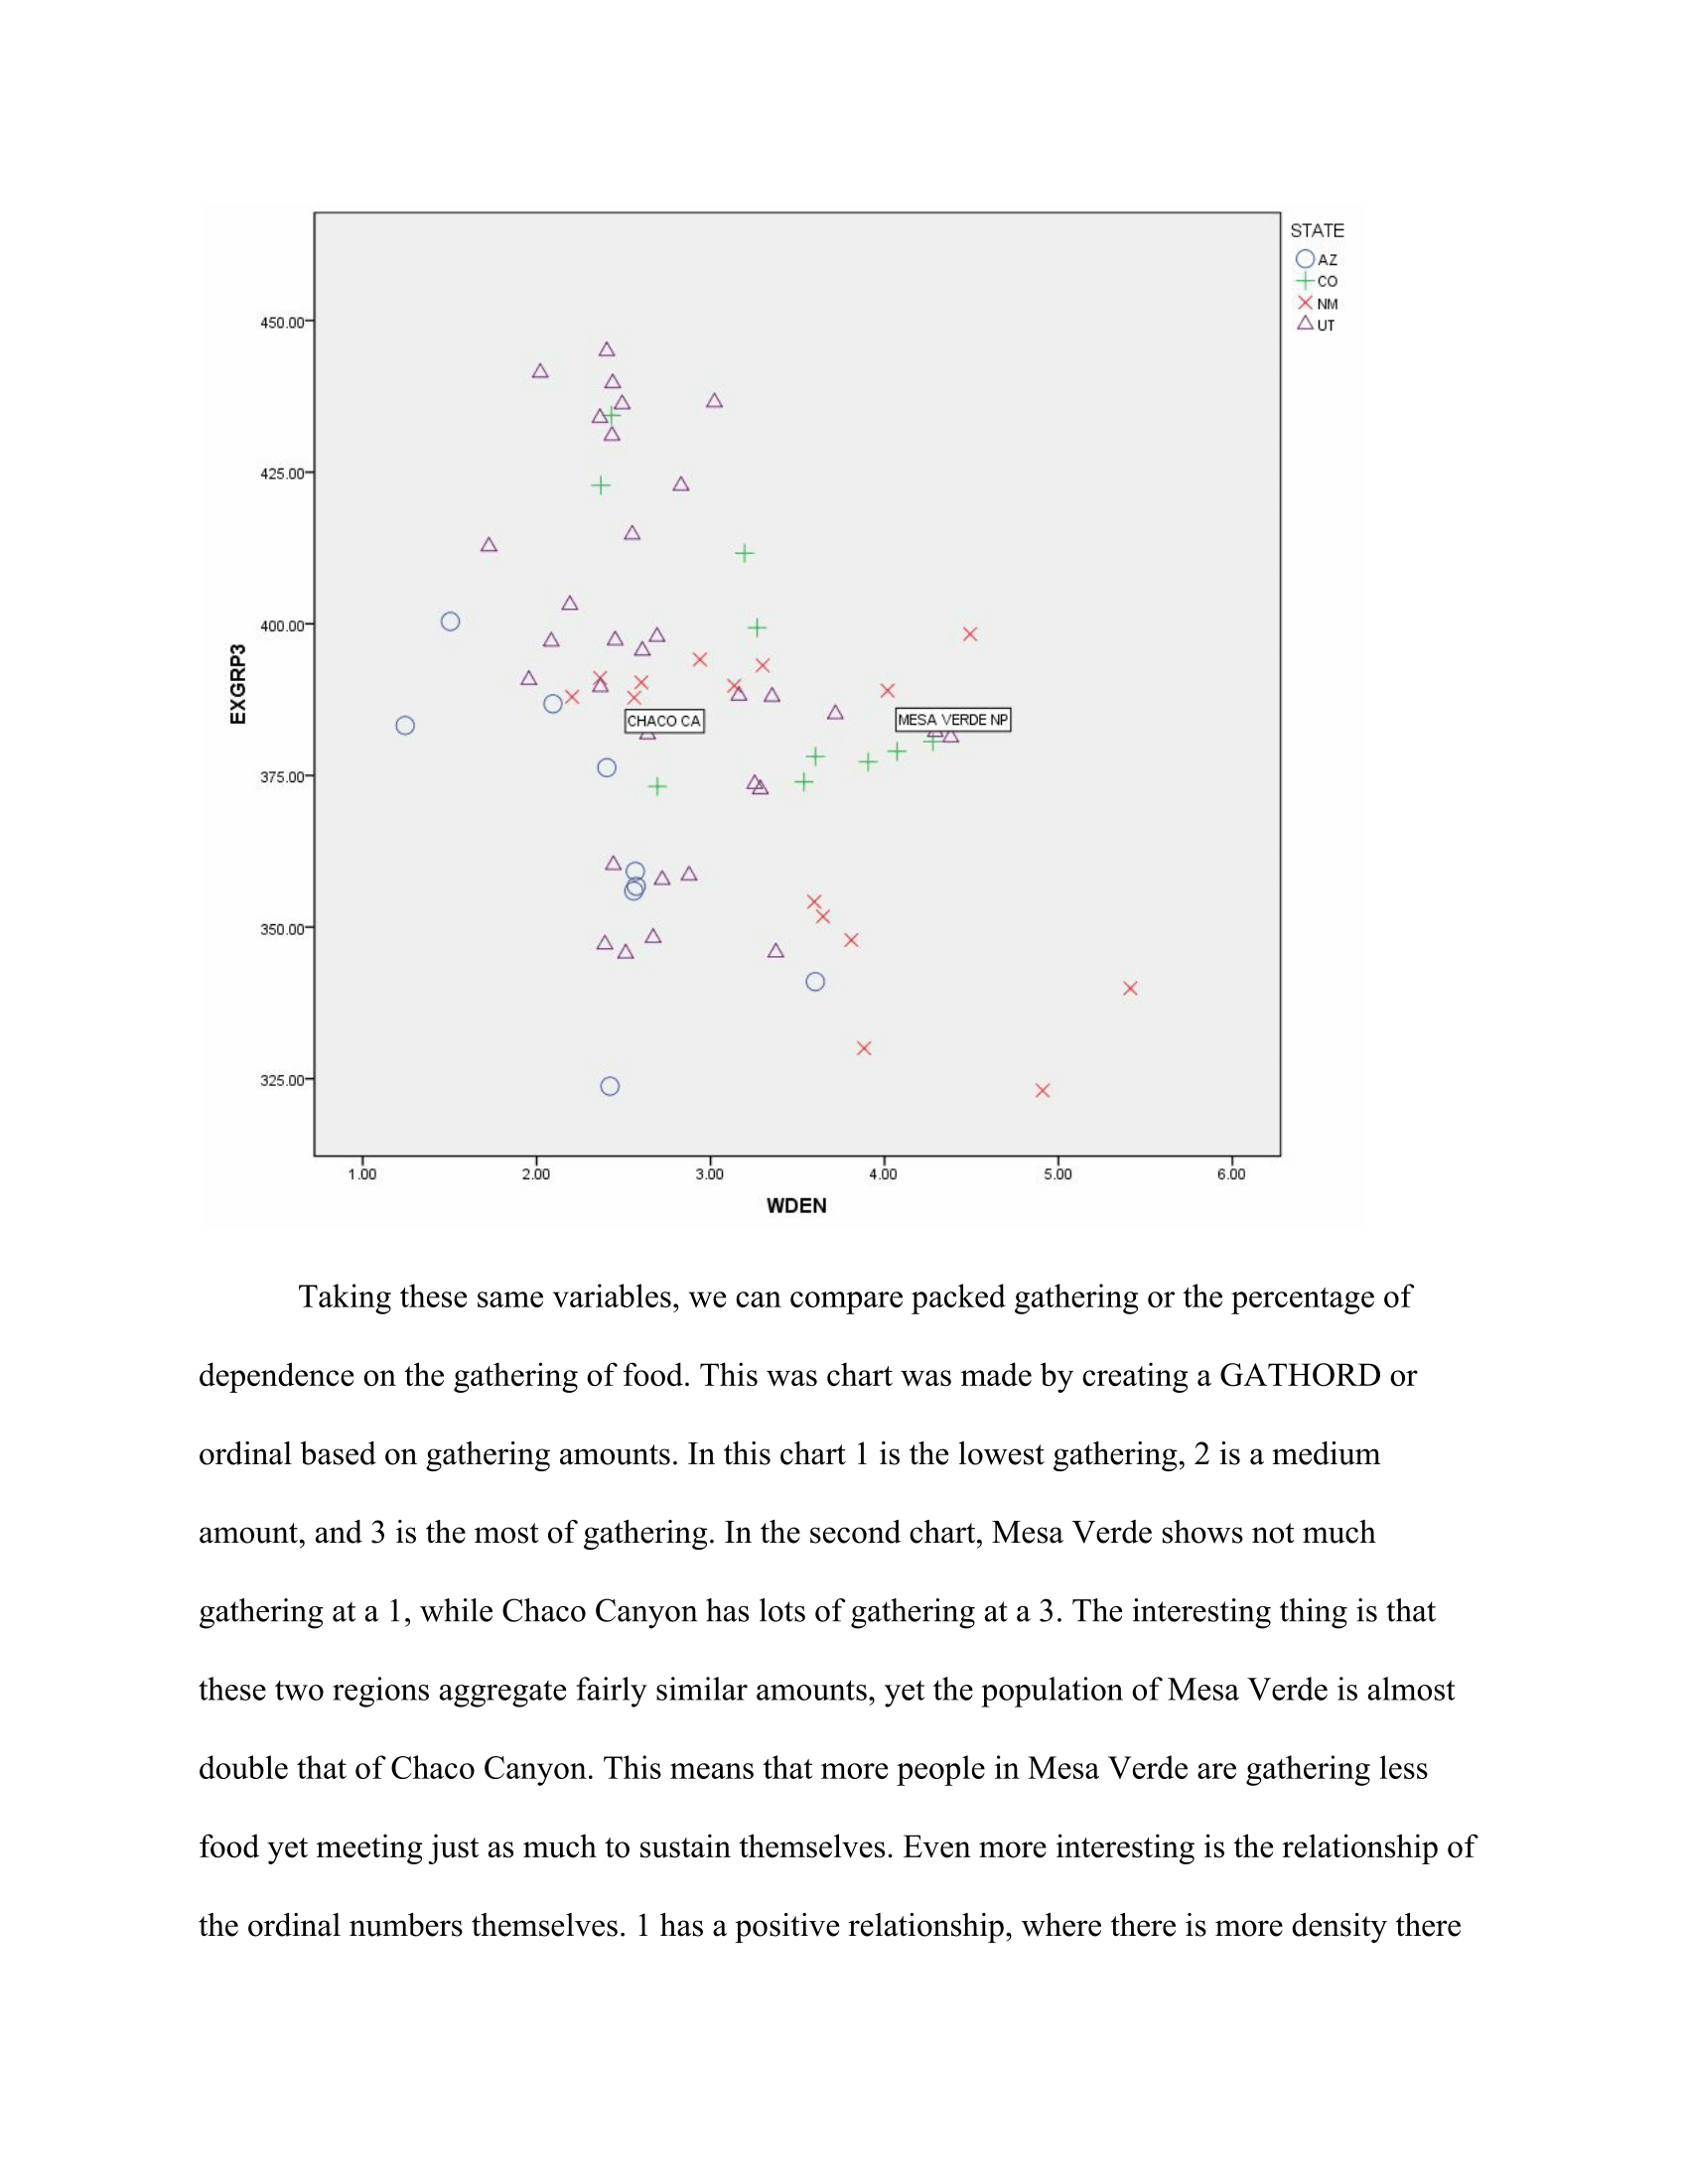 STATE
AZ
CO
NM
UT
450.00
425.00
400.00
375.00
350.00
325.00
EXGRP3
CHACO CA
MESA VERDE NP
1.00 2.00 3.00 4.00 5.00 6.00
WDEN
Taking these same variables, we can compare packed gathering or the percentage of
dependence on the gathering of food. This was chart was made by creating a GATHORD or
ordinal based on gathering amounts. In this chart 1 is the lowest gathering, 2 is a medium
amount, and 3 is the most of gathering. In the second chart, Mesa Verde shows not much
gathering at a 1, while Chaco Canyon has lots of gathering at a 3. The interesting thing is that
these two regions aggregate fairly similar amounts, yet the population of Mesa Verde is almost
double that of Chaco Canyon. This means that more people in Mesa Verde are gathering less
food yet meeting just as much to sustain themselves. Even more interesting is the relationship of
the ordinal numbers themselves. 1 has a positive relationship, where there is more density there